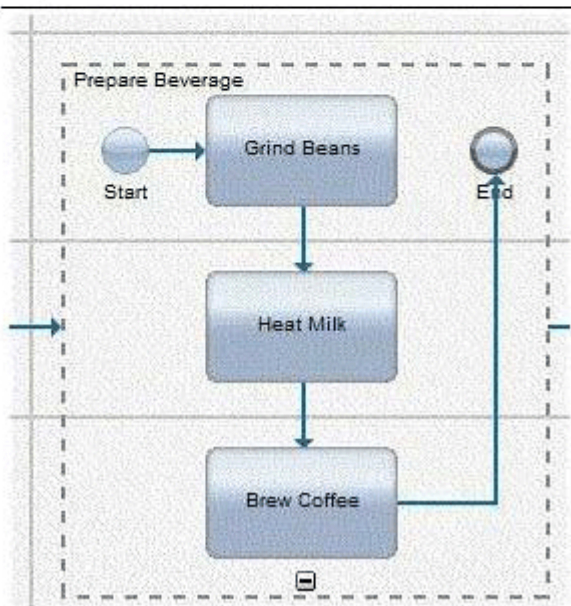 Prepare Beverage
Grind Beans
Start
End
Heat Milk
Brew Coffee